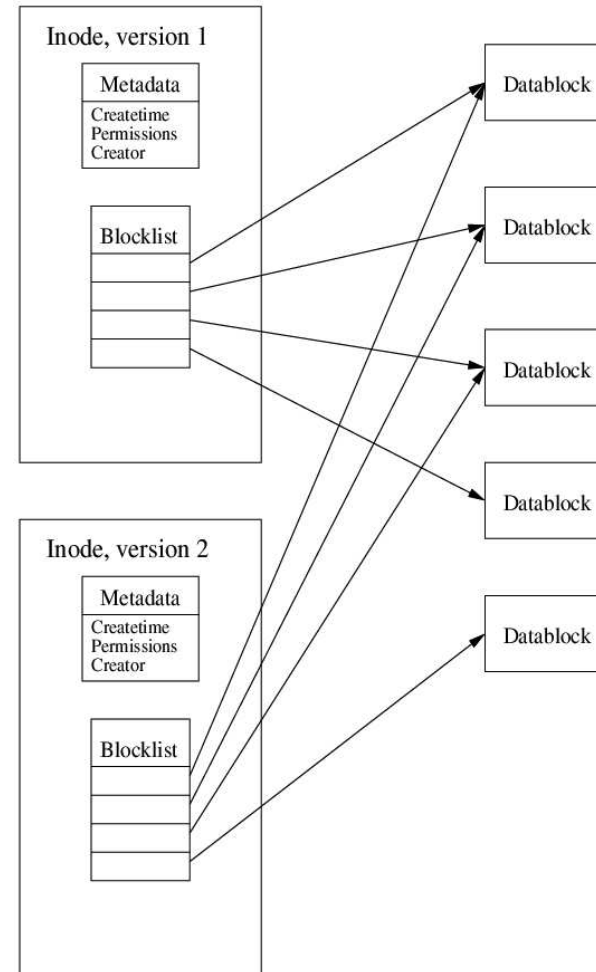 Inode, version 1
Metadata
Createtime
Permissions
Creator
Blocklist
Datablock
Datablock
Datablock
Datablock
Inode, version 2
Metadata
Createtime
Permissions
Creator
Blocklist
Datablock